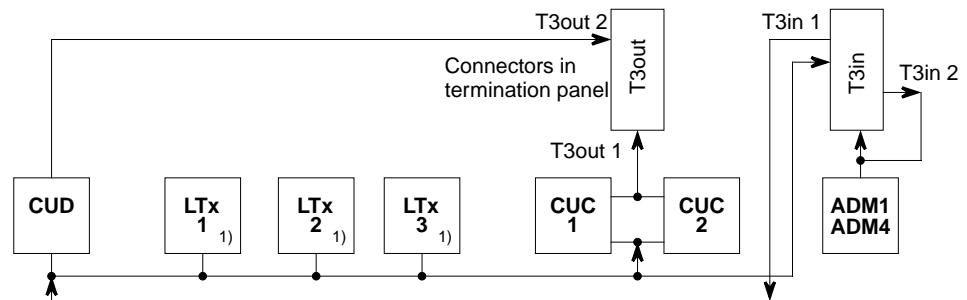 T3out 2
T3in 1
T3out
T3in
Connectors in
termination panel
T3in 2
T3out 1
CUD
LTx
1 1)
LTx
2 1)
LTx
3 1)
CUC
1
CUC
2
ADM1
ADM4